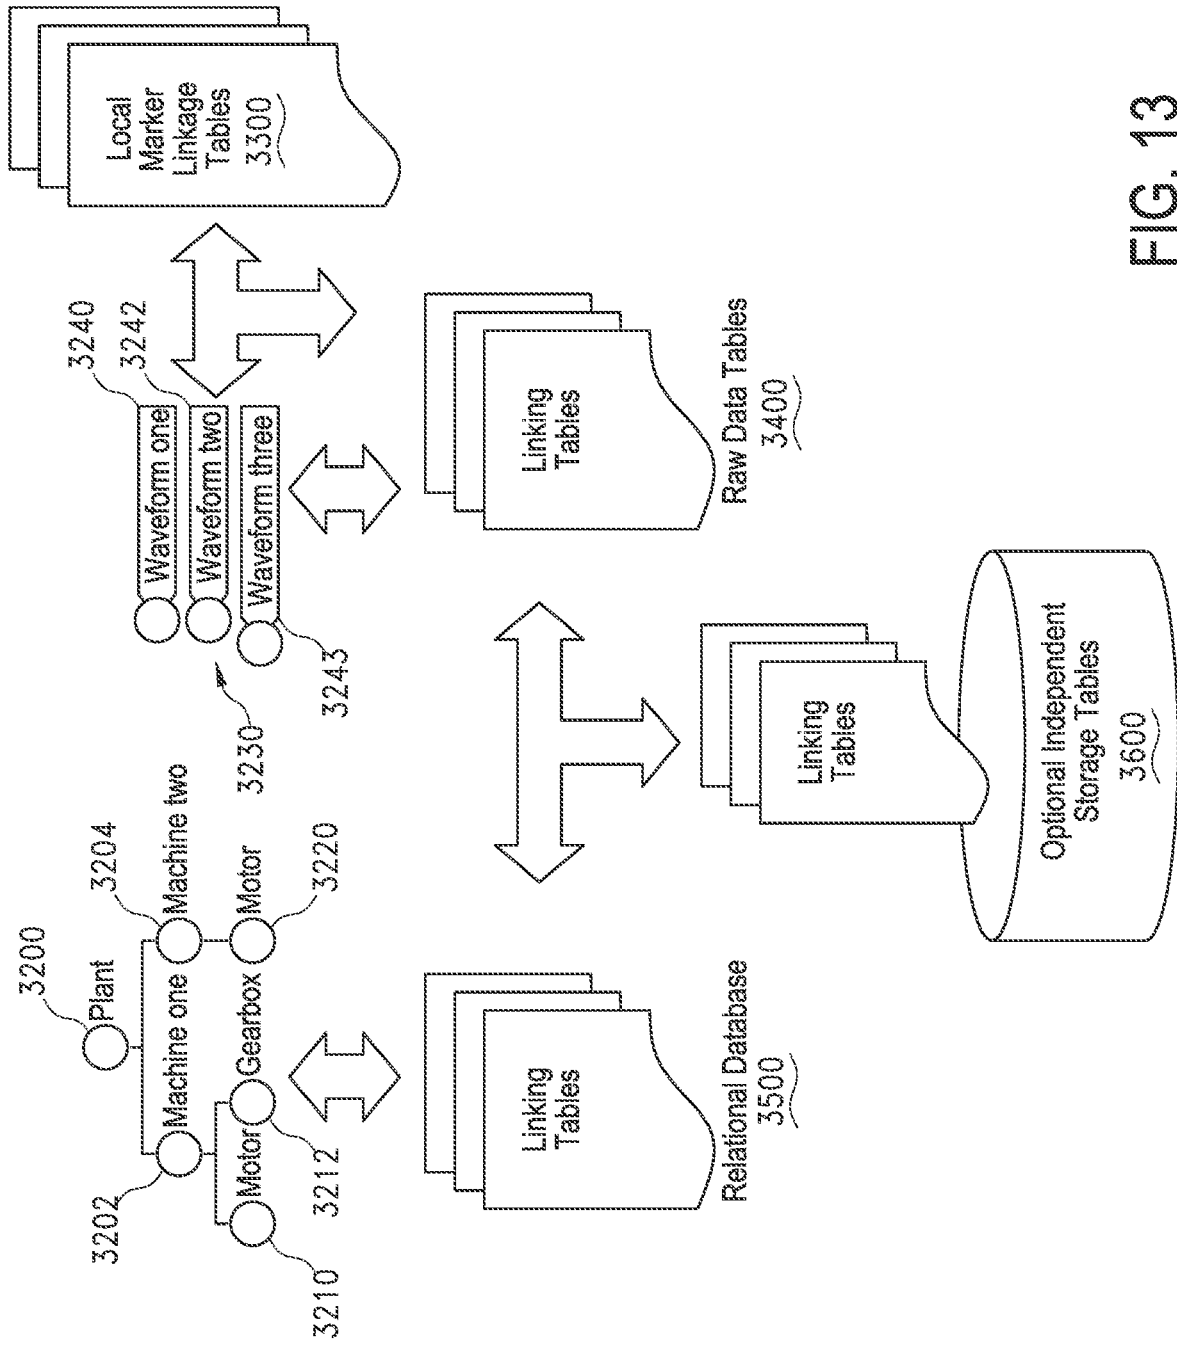 3200
Plant
3204
3202
Machine one
Machine two
Motor
Gearbox
Motor
3210
3212
3220
3240
3242
Waveform one
Waveform two
Waveform three
3230
3243
Local
Marker
Linkage
Tables
3300
Linking
Tables
Relational Database
3500
Linking
Tables
Raw Data Tables
3400
Linking
Tables
Optional Independent
Storage Tables
3600
FIG. 13